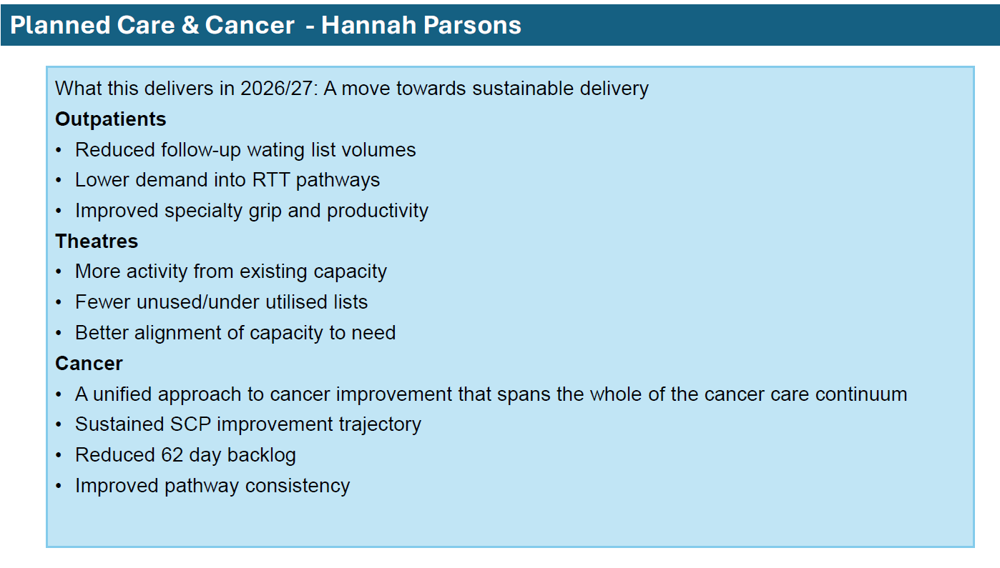 Planned Care & Cancer - Hannah Parsons
What this delivers in 2026/27: A move towards sustainable delivery
Outpatients
• Reduced follow-up wating list volumes
• Lower demand into RTT pathways
• Improved specialty grip and productivity
Theatres
• More activity from existing capacity
• Fewer unused/under utilised lists
• Better alignment of capacity to need
Cancer
• A unified approach to cancer improvement that spans the whole of the cancer care continuum
• Sustained SCP improvement trajectory
• Reduced 62 day backlog
• Improved pathway consistency